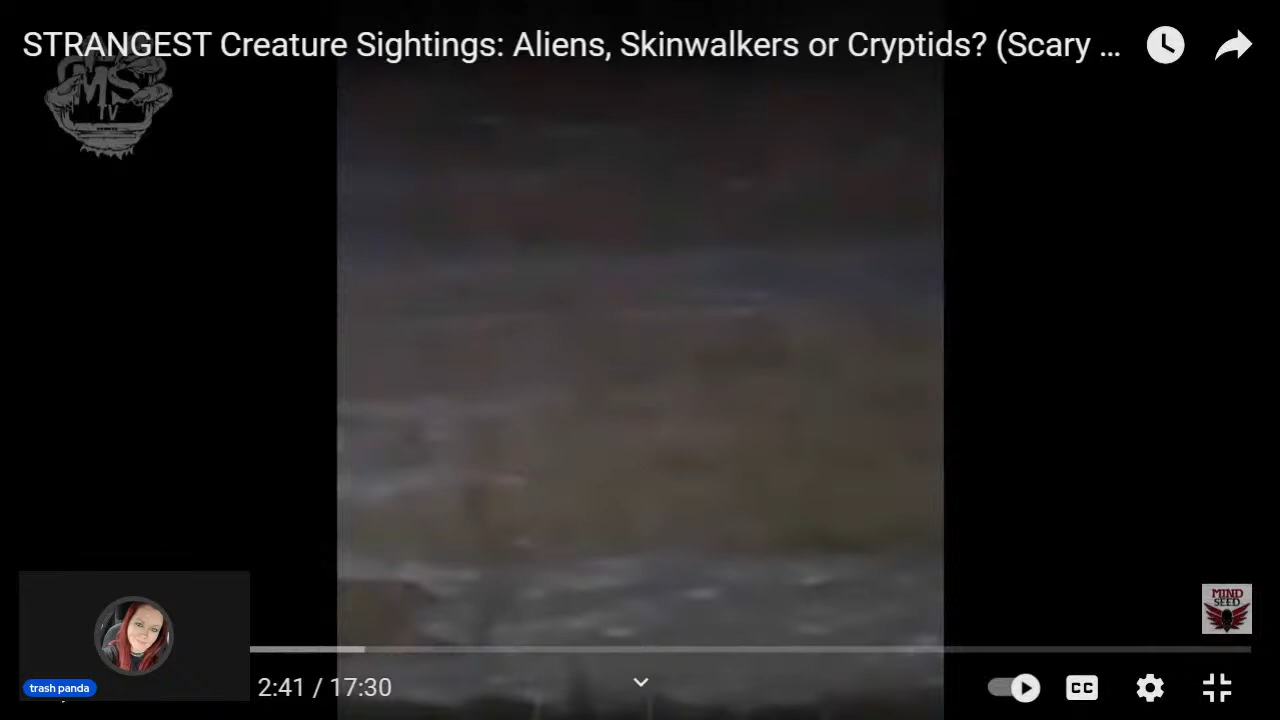 STRANGEST Creature Sightings: Aliens, Skinwalkers or Cryptids? (Scary ...
MS
TV
MIND
SEED
trash panda
2:41 / 17:30
CC